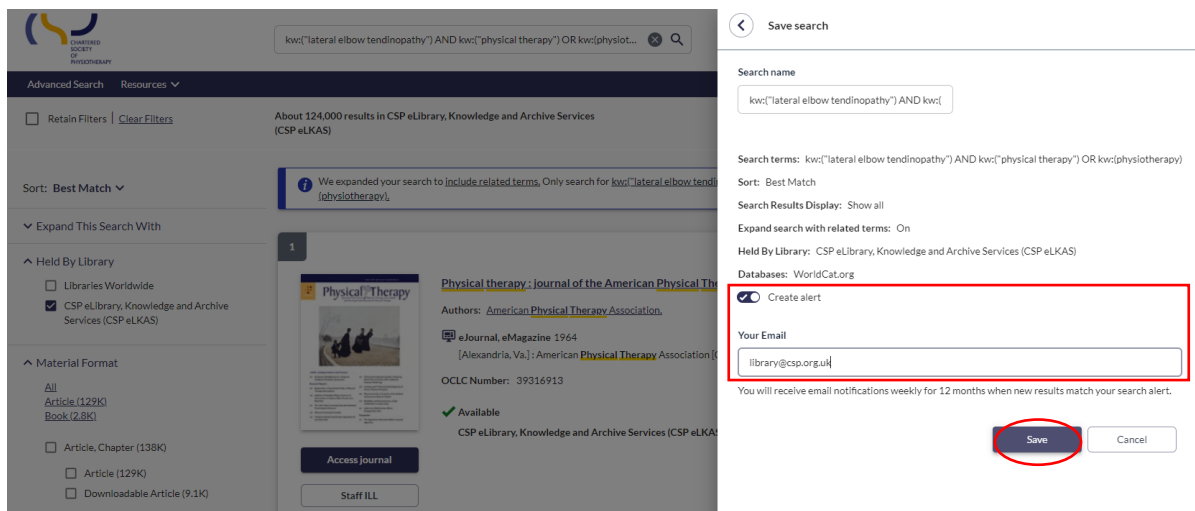 CHARTERED
SOCIETY
OF
PHYSIOTHERAPY
kw:("lateral elbow tendinopathy") AND kw:("physical therapy") OR kw:(physiot...
Advanced Search Resources
Retain Filters | Clear Filters
About 124,000 results in CSP eLibrary, Knowledge and Archive Services
(CSP eLKAS)
Sort: Best Match
We expanded your search to include related terms. Only search for kw:("lateral elbow tendin
(physiotherapy).
Expand This Search With
Held By Library
Libraries Worldwide
CSP eLibrary, Knowledge and Archive
Services (CSP eLKAS)
Material Format
All
Article (129K)
Book (2.8K)
Article, Chapter (138K)
Article (129K)
Downloadable Article (9.1K)
1
Physical Therapy
Physical therapy : journal of the American Physical The
Authors: American Physical Therapy Association.
eJournal, eMagazine 1964
[Alexandria, Va.] : American Physical Therapy Association [
OCLC Number: 39316913
Available
CSP eLibrary, Knowledge and Archive Services (CSP eLKA
Access journal
Staff ILL
Save search
Search name
kw:("lateral elbow tendinopathy") AND kw:(
Search terms: kw:("lateral elbow tendinopathy") AND kw:("physical therapy") OR kw:(physiotherapy)
Sort: Best Match
Search Results Display: Show all
Expand search with related terms: On
Held By Library: CSP eLibrary, Knowledge and Archive Services (CSP eLKAS)
Databases: WorldCat.org
Create alert
Your Email
library@csp.org.uk
You will receive email notifications weekly for 12 months when new results match your search alert.
Save
Cancel